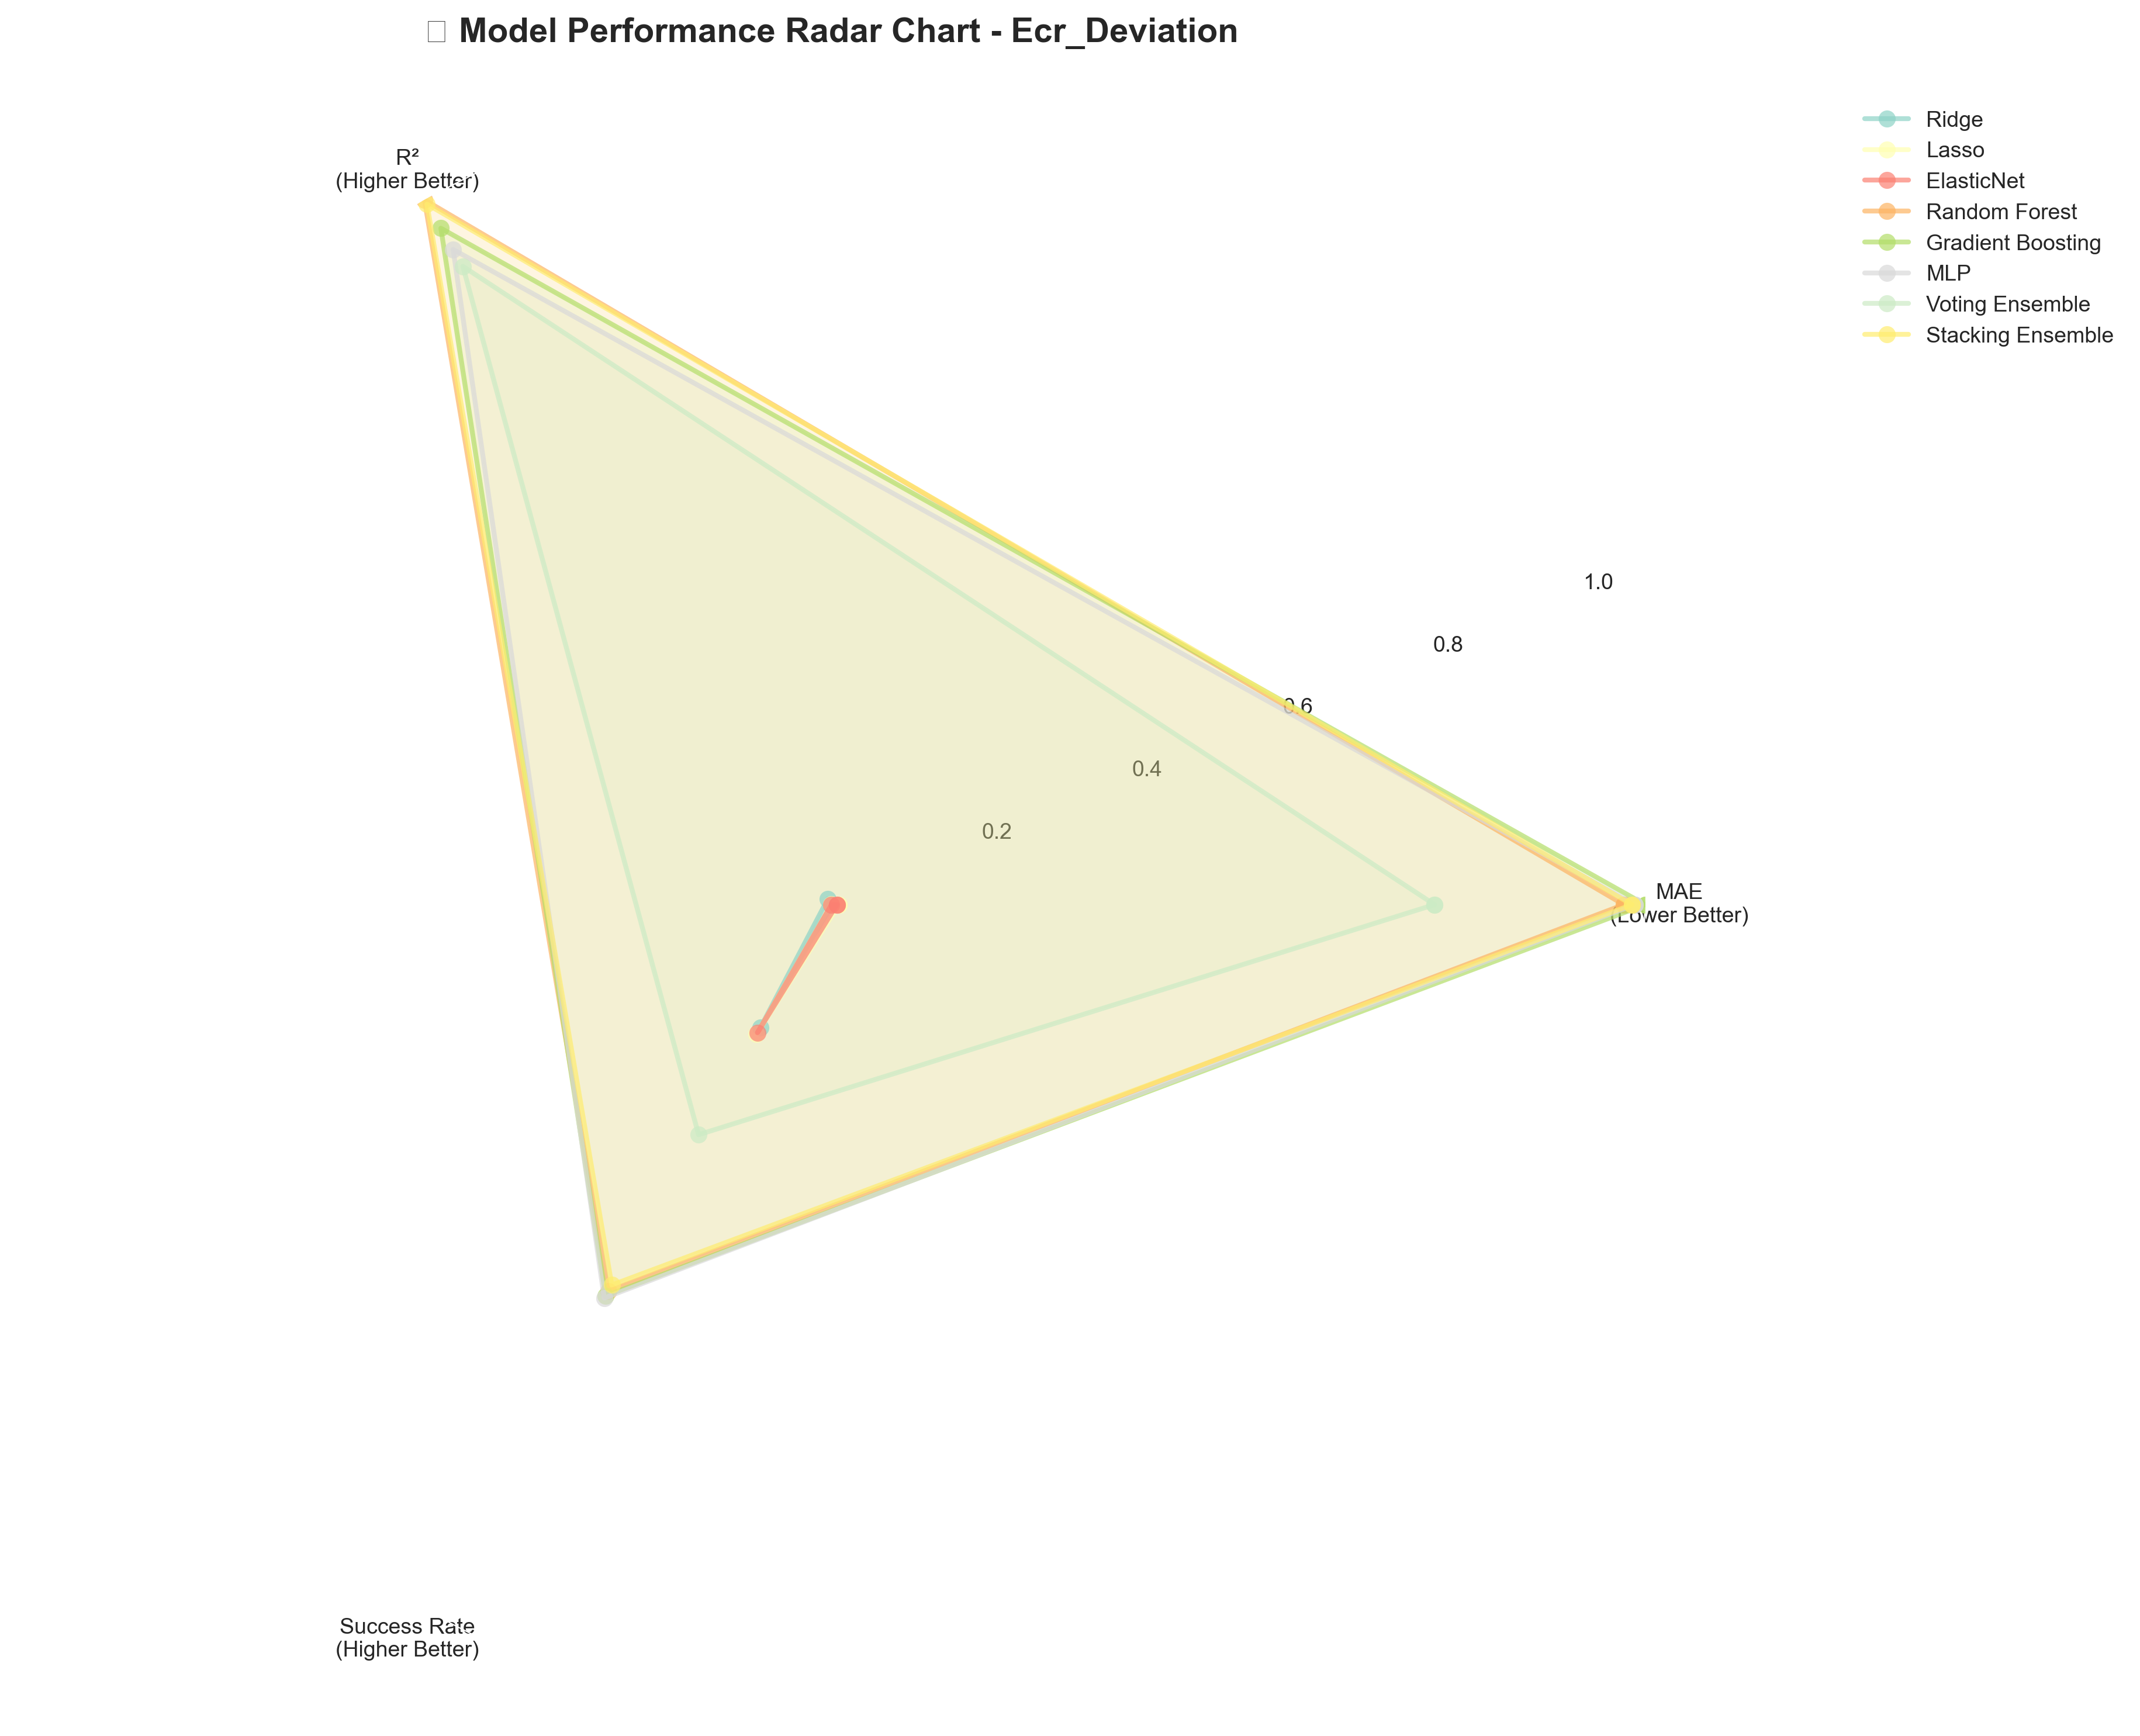 Model Performance Radar Chart - Ecr_Deviation
Ridge
Lasso
ElasticNet
Random Forest
Gradient Boosting
MLP
Voting Ensemble
Stacking Ensemble
R²
(Higher Better)
1.0
0.8
0.6
0.4
0.2
MAE
(Lower Better)
Success Rate
(Higher Better)